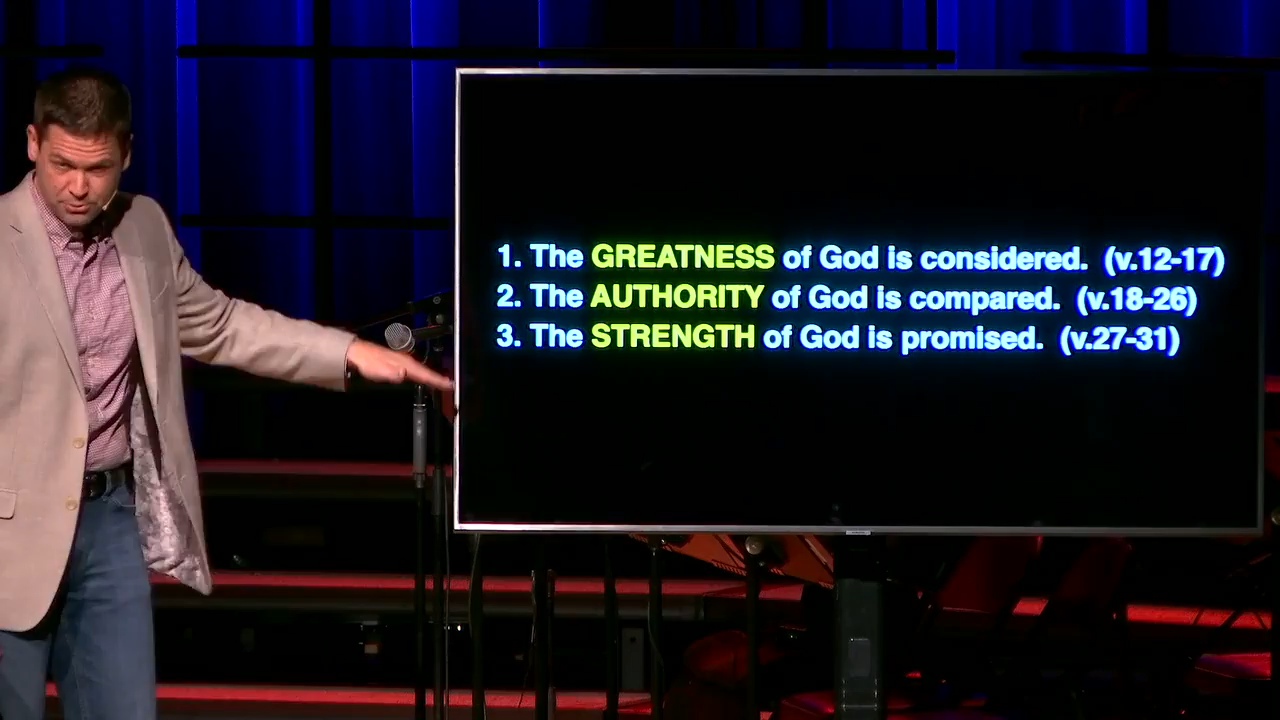 1. The GREATNESS of God is considered. (v.12-17)
2. The AUTHORITY of God is compared. (v.18-26)
3. The STRENGTH of God is promised. (v.27-31)